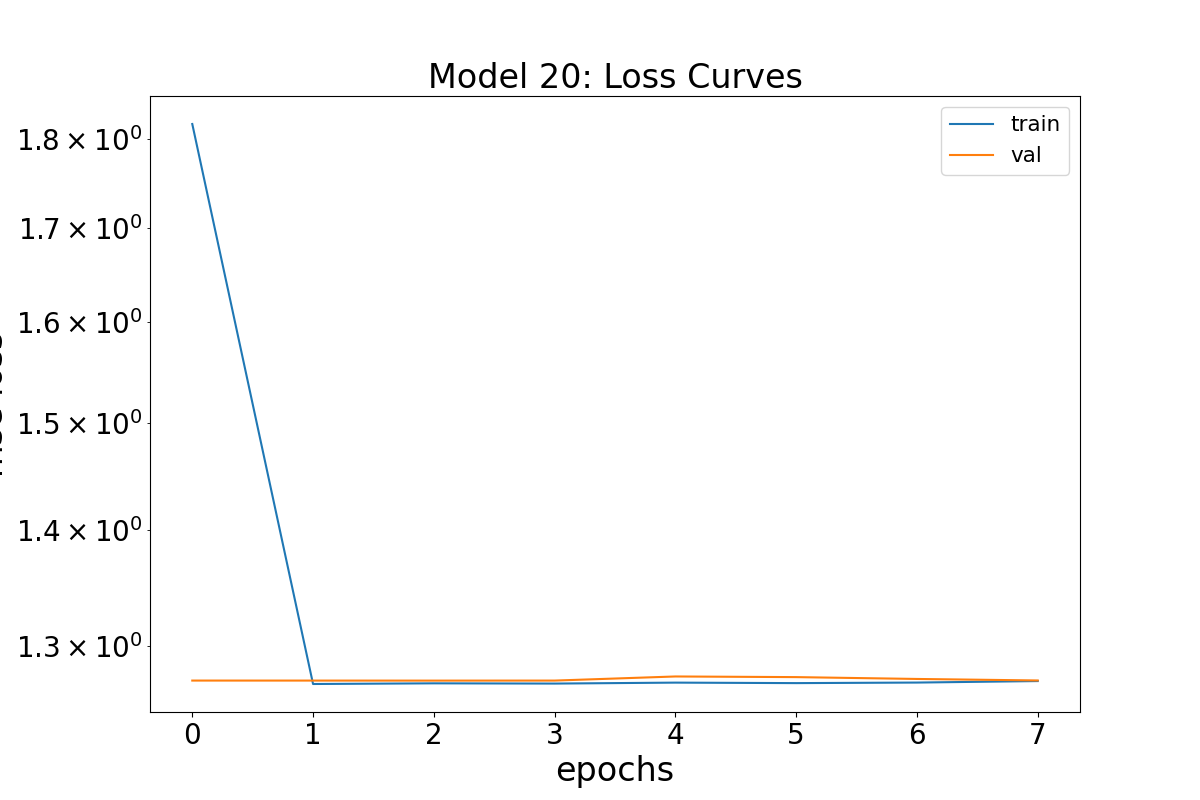 Model 20: Loss Curves
train
val
1.8 × 10⁰
1.7 × 10⁰
1.6 × 10⁰
1.5 × 10⁰
1.4 × 10⁰
1.3 × 10⁰
0 1 2 3 4 5 6 7
epochs